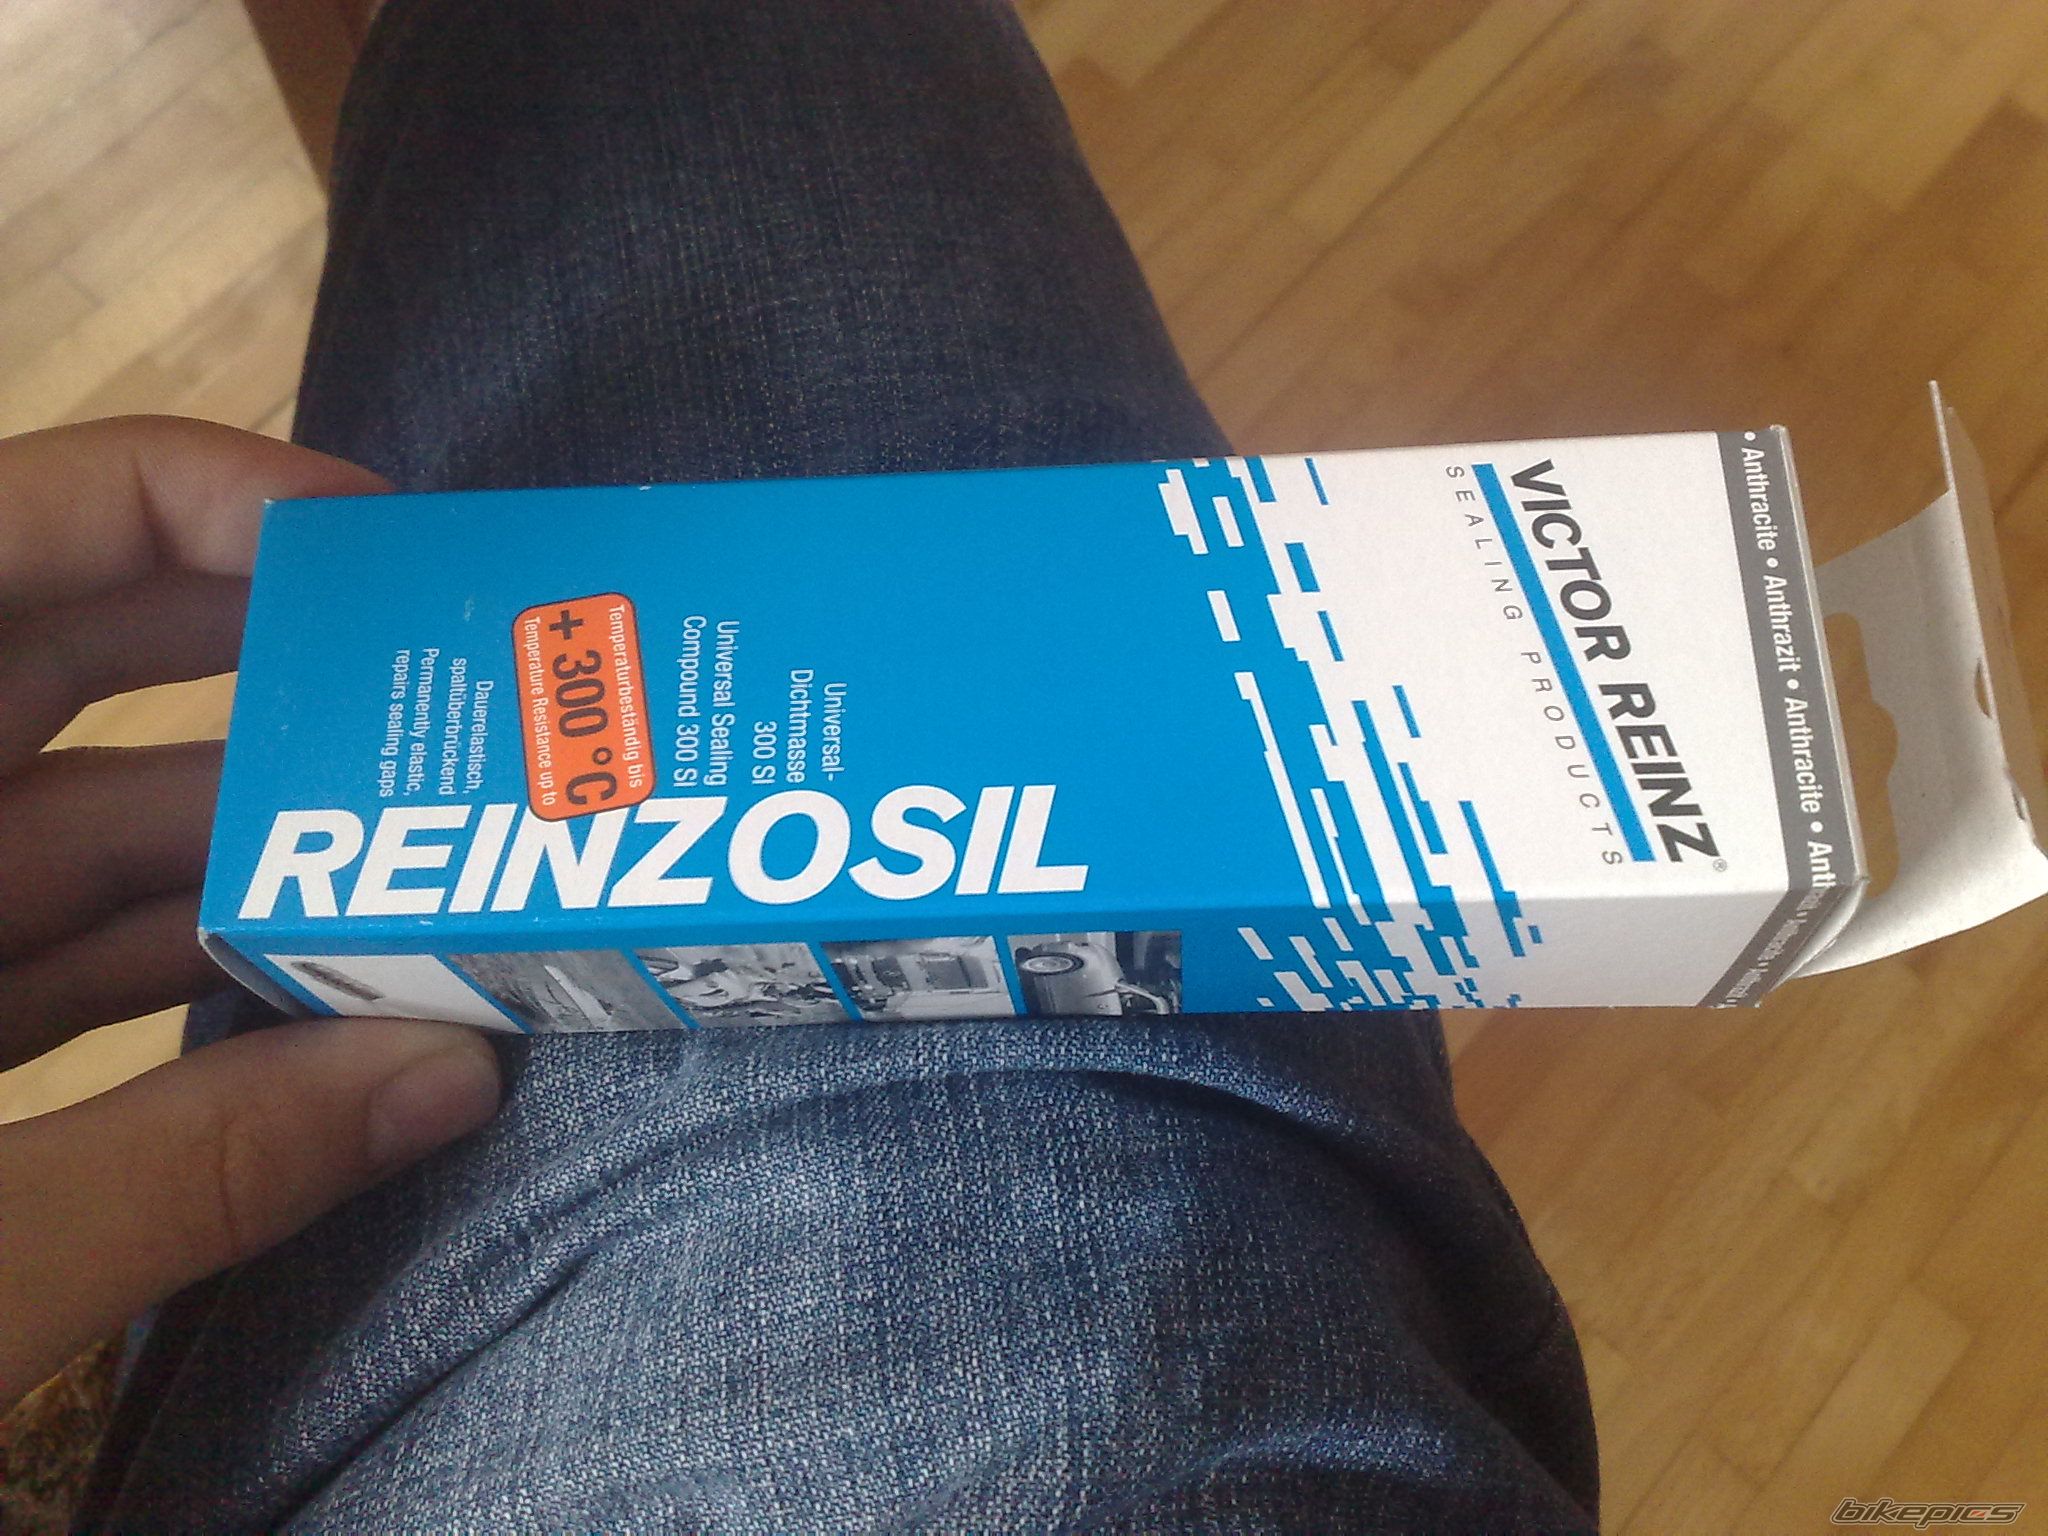 • Anthracite • Anthrazit • Anthracite • Anth
VICTOR REINZ®
SEALING PRODUCTS
Universal-
Dichtmasse
300 SI
Universal Sealing
Compound 300 SI
Temperaturbeständig bis
+ 300 °C
Temperature Resistance up to
Dauerelastisch,
spaltüberbrückend
Permanently elastic,
repairs sealing gaps
REINZOSIL
bikepics